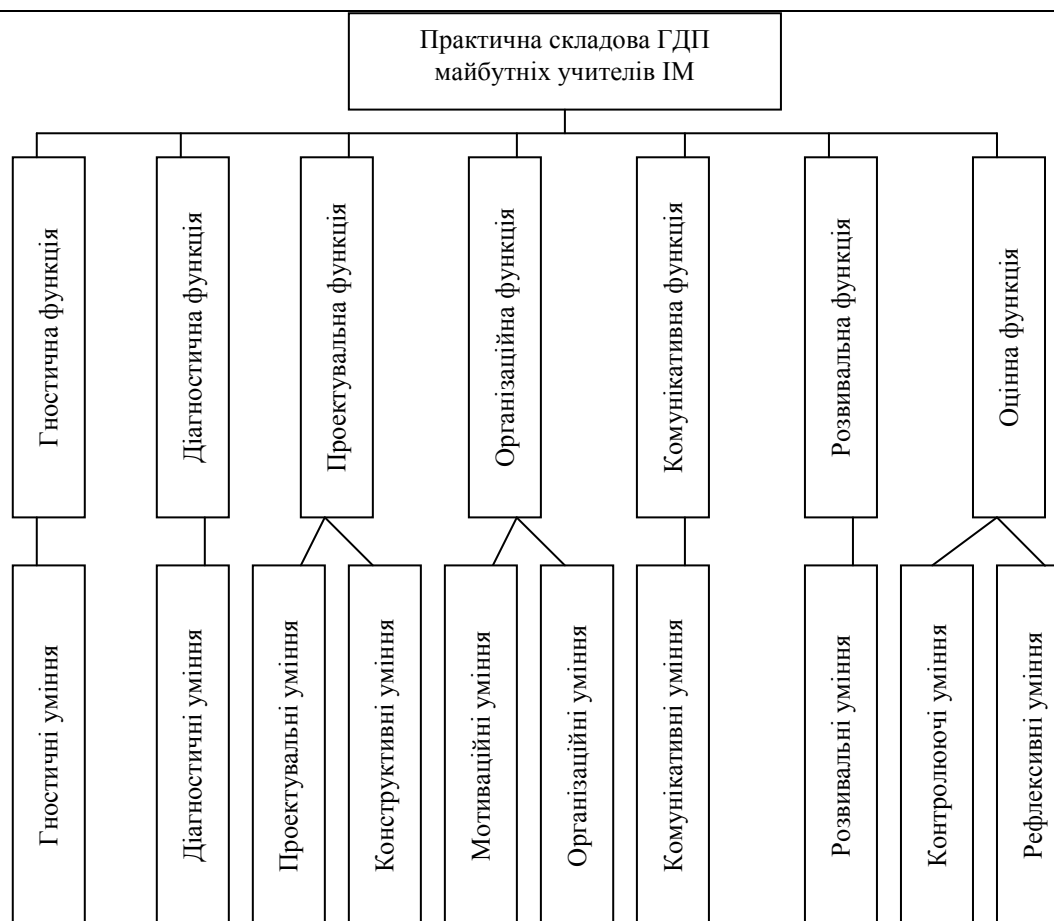 Практична складова ГДП
майбутніх учителів ІМ
Гностична функція
Діагностична функція
Проектувальна функція
Організаційна функція
Комунікативна функція
Розвивальна функція
Оцінна функція
Гностичні уміння
Діагностичні уміння
Проектувальні уміння
Конструктивні уміння
Мотиваційні уміння
Організаційні уміння
Комунікативні уміння
Розвивальні уміння
Контролюючі уміння
Рефлексивні уміння